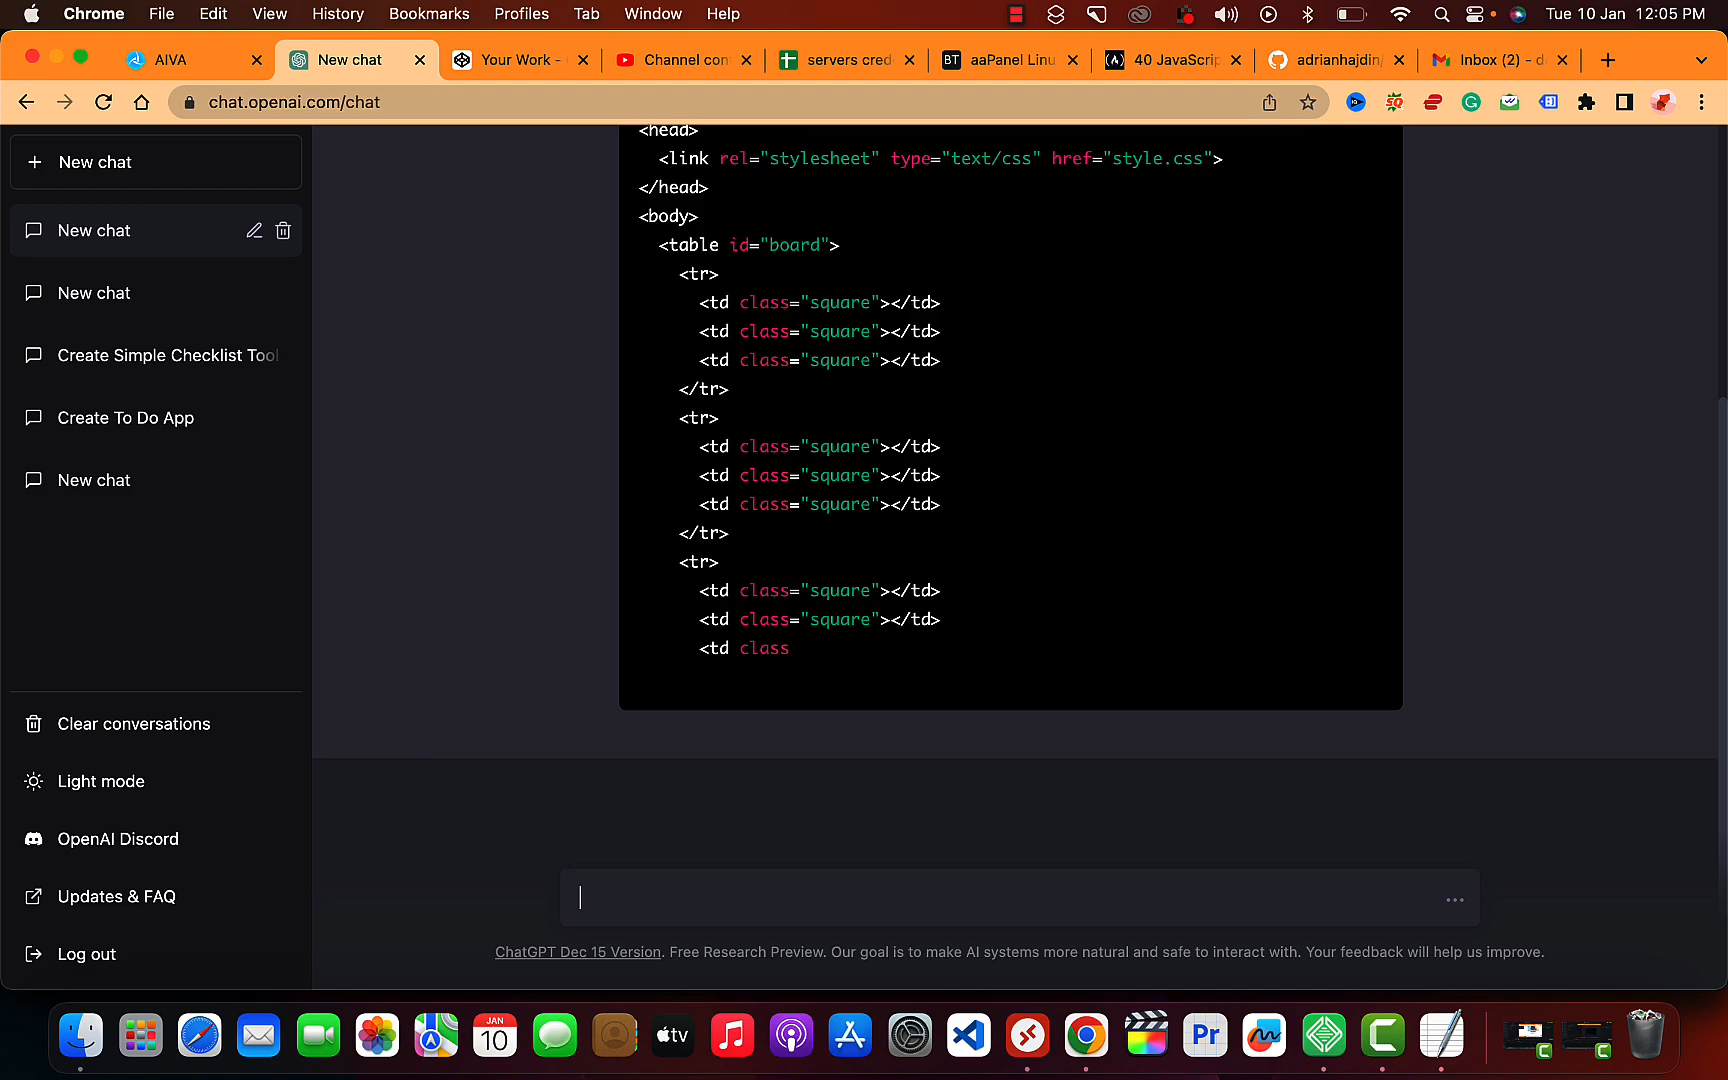 Chrome File Edit View History Bookmarks Profiles Tab Window Help Tue 10 Jan 12:05 PM
AIVA New chat Your Work - Channel con servers cred BT aaPanel Linu (A) 40 JavaScrip adrianhajdin/ Inbox (2) - d
chat.openai.com/chat
New chat
New chat
New chat
Create Simple Checklist Tool
Create To Do App
New chat
Clear conversations
Light mode
OpenAI Discord
Updates & FAQ
Log out
<head>
<link rel="stylesheet" type="text/css" href="style.css">
</head>
<body>
<table id="board">
<tr>
<td class="square"></td>
<td class="square"></td>
<td class="square"></td>
</tr>
<tr>
<td class="square"></td>
<td class="square"></td>
<td class="square"></td>
</tr>
<tr>
<td class="square"></td>
<td class="square"></td>
<td class
ChatGPT Dec 15 Version. Free Research Preview. Our goal is to make AI systems more natural and safe to interact with. Your feedback will help us improve.
JAN
10
tv
Pr